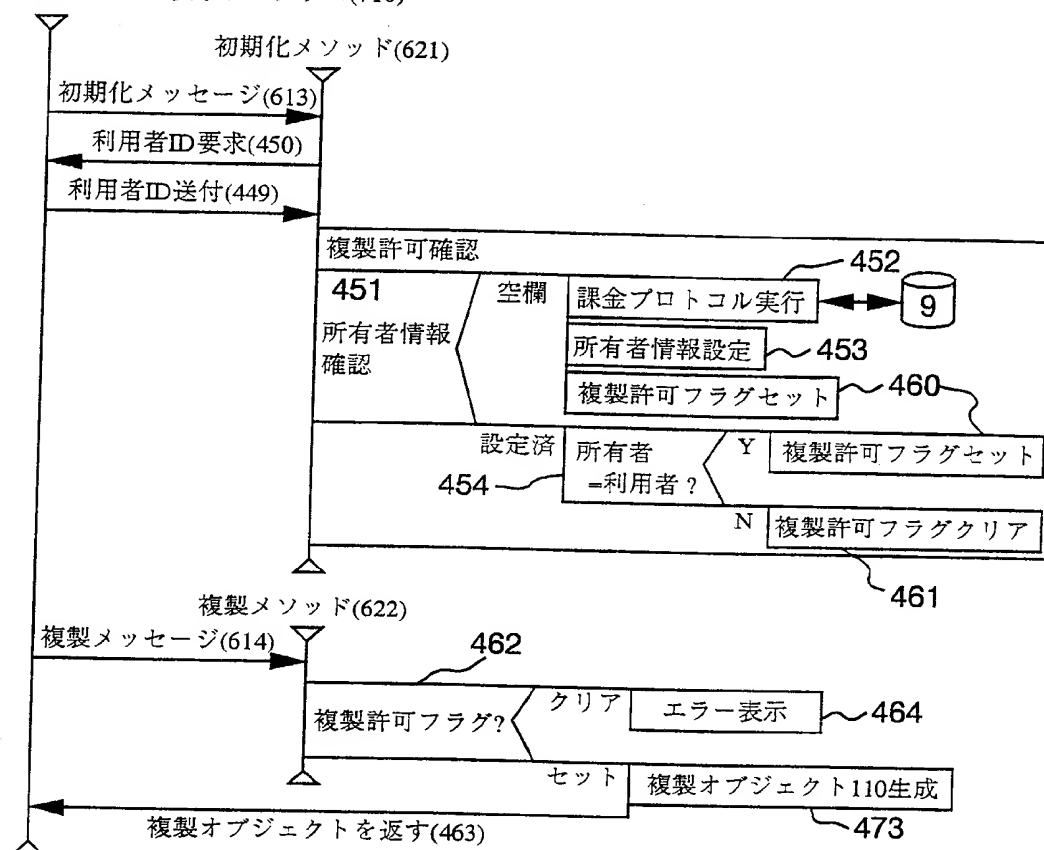 初期化メソッド(621)
初期化メッセージ(613)
利用者ID要求(450)
利用者ID送付(449)
複製許可確認
452
451
空欄
課金プロトコル実行
9
所有者情報
確認
所有者情報設定
453
複製許可フラグセット
460
設定済
所有者
=利用者?
Y
複製許可フラグセット
454
N
複製許可フラグクリア
461
複製メソッド(622)
複製メッセージ(614)
462
複製許可フラグ?
クリア
エラー表示
464
セット
複製オブジェクト110生成
複製オブジェクトを返す(463)
473